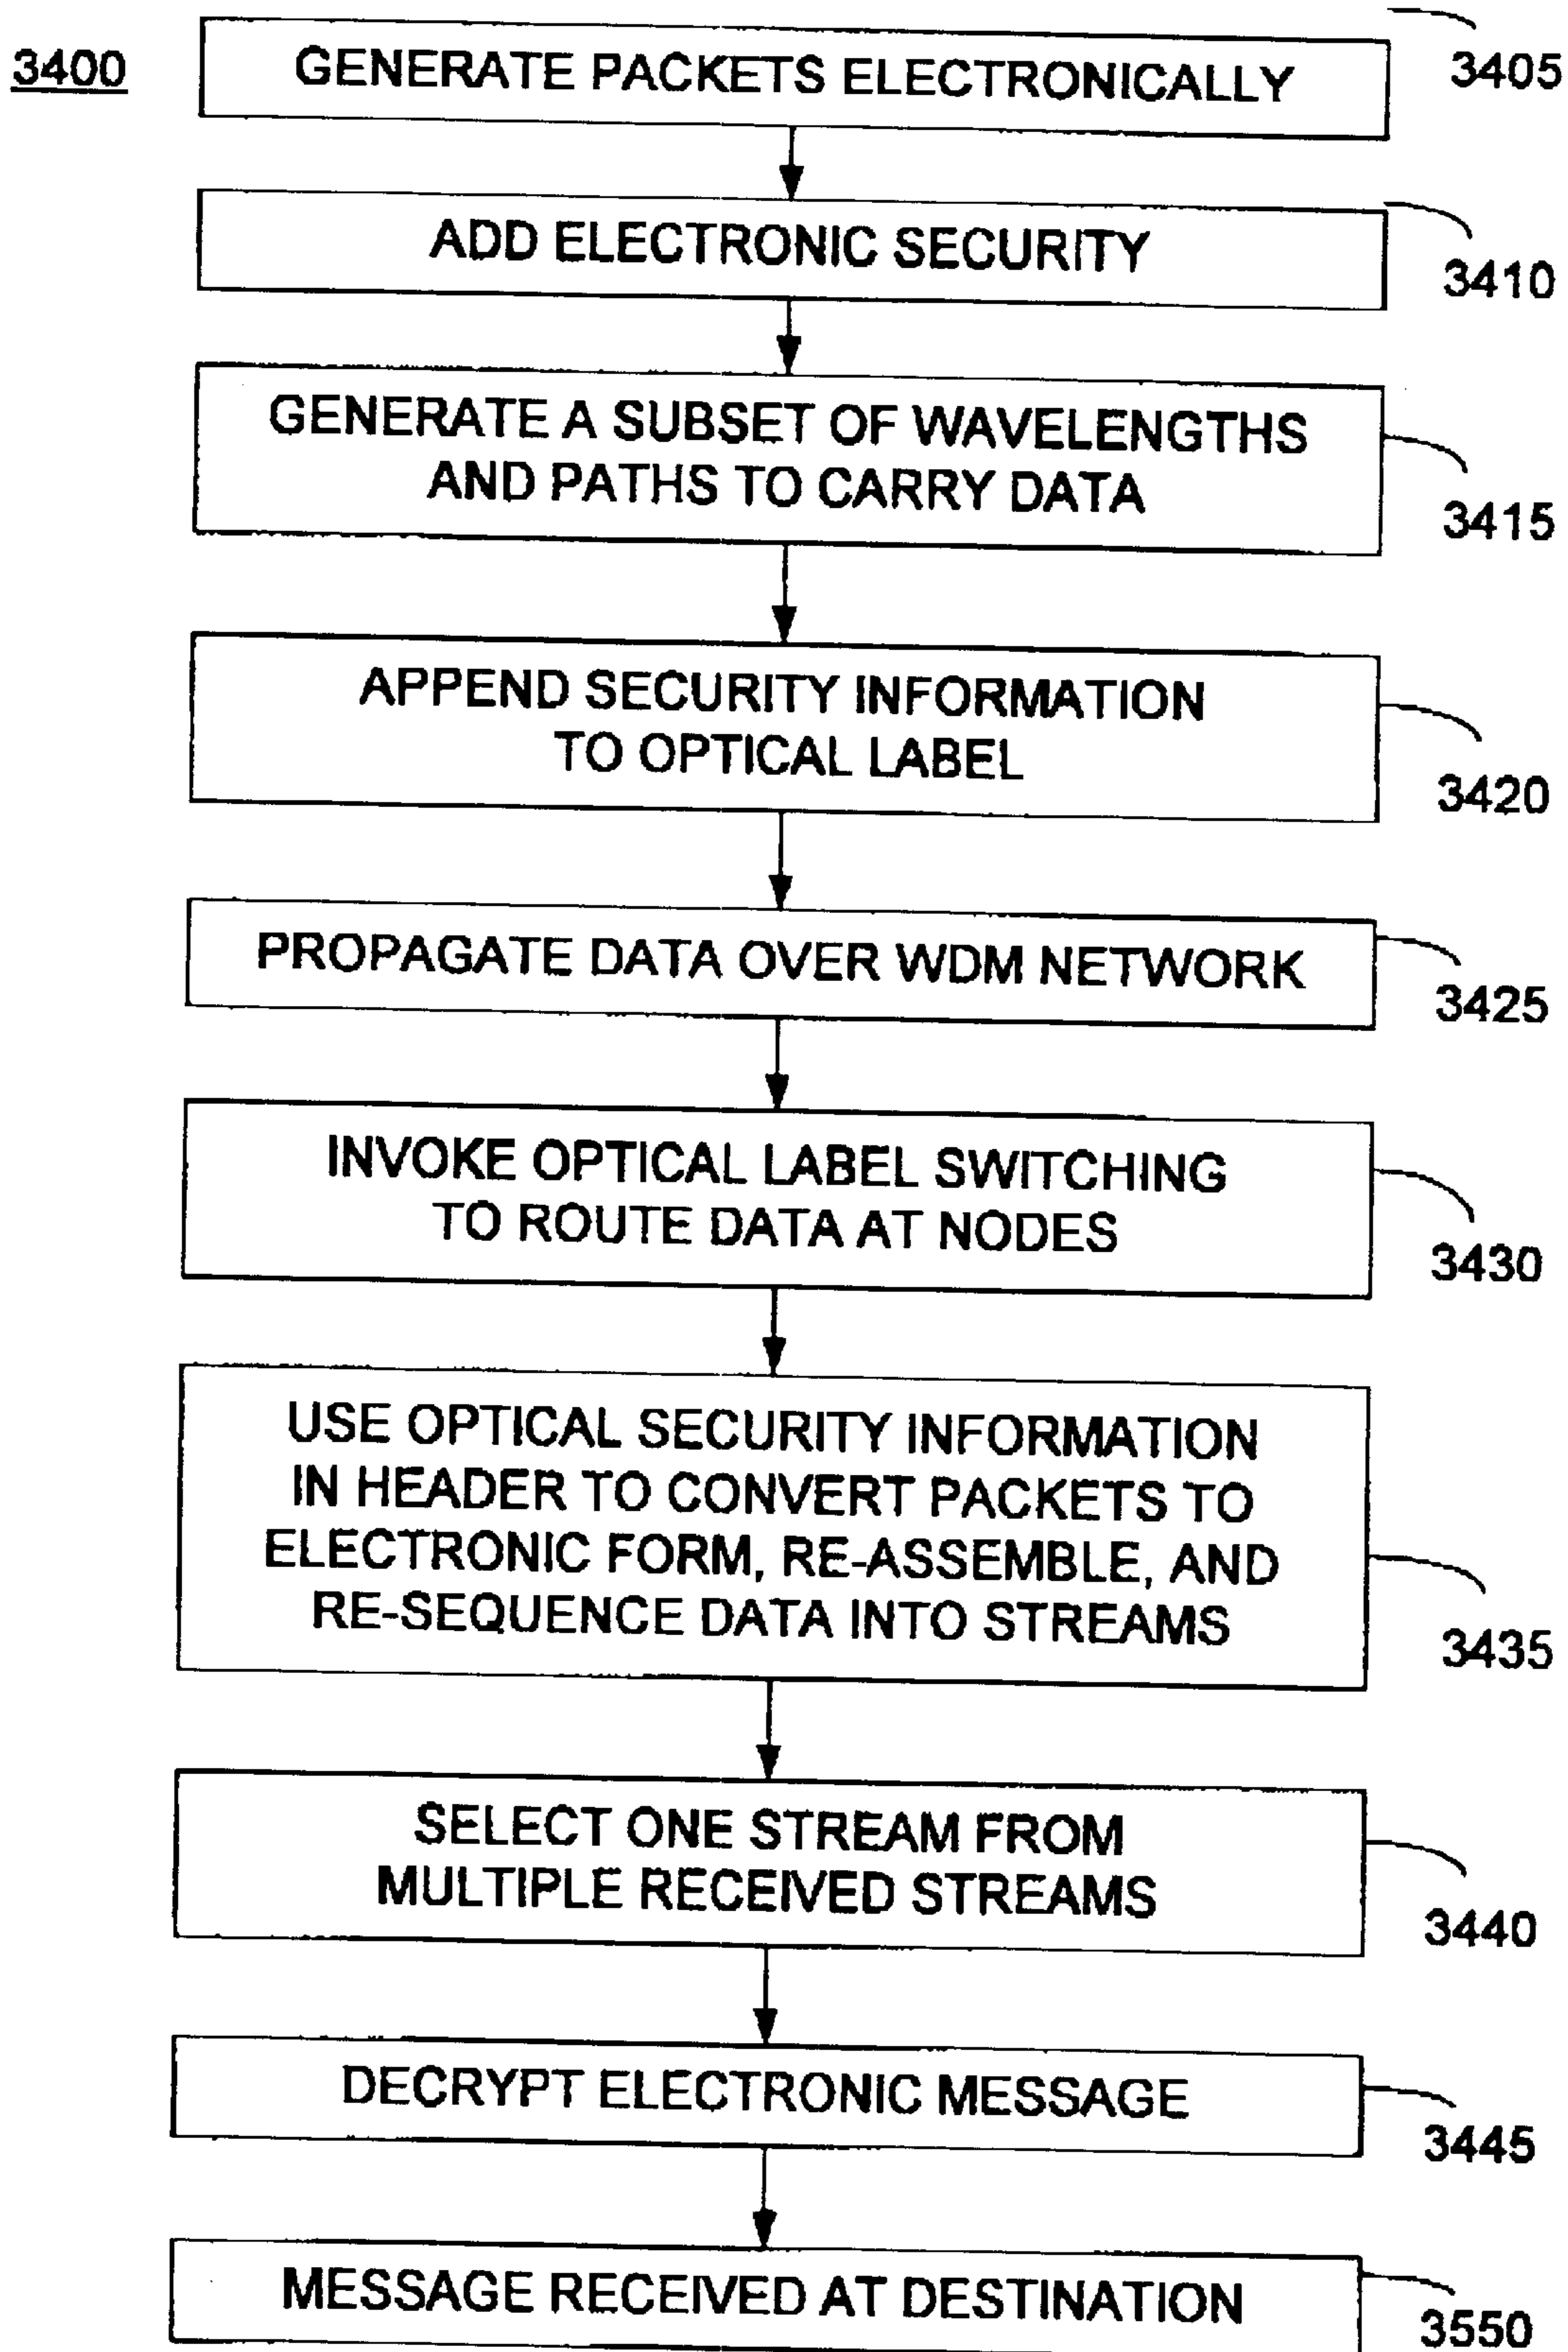 3400
GENERATE PACKETS ELECTRONICALLY
3405
ADD ELECTRONIC SECURITY
3410
GENERATE A SUBSET OF WAVELENGTHS
AND PATHS TO CARRY DATA
3415
APPEND SECURITY INFORMATION
TO OPTICAL LABEL
3420
PROPAGATE DATA OVER WDM NETWORK
3425
INVOKE OPTICAL LABEL SWITCHING
TO ROUTE DATA AT NODES
3430
USE OPTICAL SECURITY INFORMATION
IN HEADER TO CONVERT PACKETS TO
ELECTRONIC FORM, RE-ASSEMBLE, AND
RE-SEQUENCE DATA INTO STREAMS
3435
SELECT ONE STREAM FROM
MULTIPLE RECEIVED STREAMS
3440
DECRYPT ELECTRONIC MESSAGE
3445
MESSAGE RECEIVED AT DESTINATION
3550